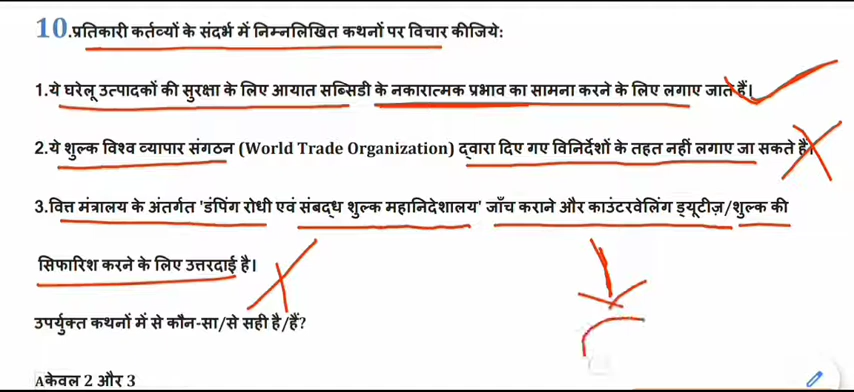 10.प्रतिकारी कर्तव्यों के संदर्भ में निम्नलिखित कथनों पर विचार कीजिये:
1.ये घरेलू उत्पादकों की सुरक्षा के लिए आयात सब्सिडी के नकारात्मक प्रभाव का सामना करने के लिए लगाए जाते हैं।
2.ये शुल्क विश्व व्यापार संगठन (World Trade Organization) द्वारा दिए गए विनिर्देशों के तहत नहीं लगाए जा सकते हैं।
3.वित्त मंत्रालय के अंतर्गत 'डंपिंग रोधी एवं संबद्ध शुल्क महानिदेशालय' जाँच कराने और काउंटरवेलिंग ड्यूटीज़/शुल्क की
सिफारिश करने के लिए उत्तरदाई है।
उपर्युक्त कथनों में से कौन-सा/से सही है/हैं?
Aकेवल 2 और 3